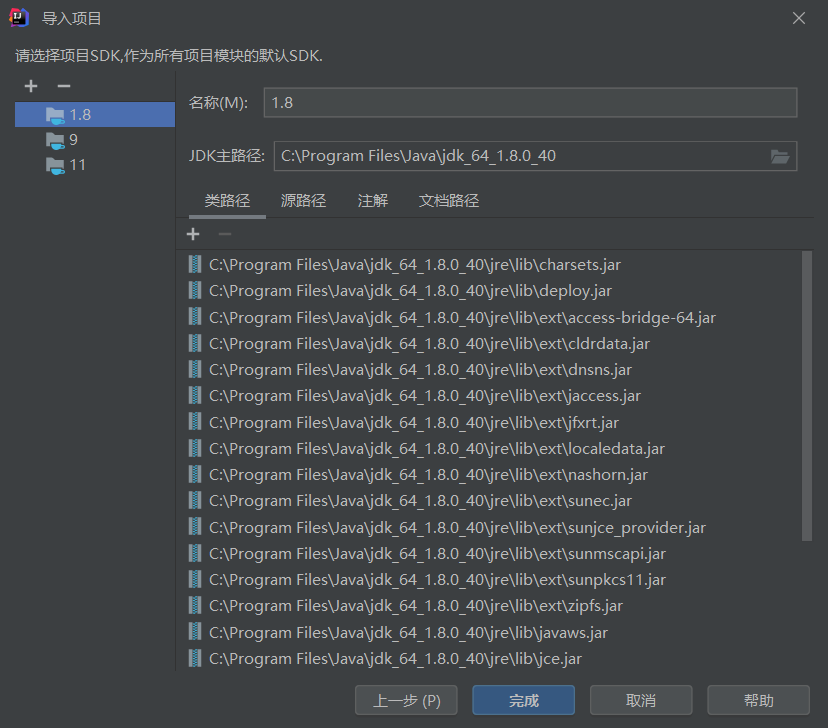 导入项目
请选择项目SDK,作为所有项目模块的默认SDK.
1.8
9
11
名称(M): 1.8
JDK主路径: C:\Program Files\Java\jdk_64_1.8.0_40
类路径 源路径 注解 文档路径
C:\Program Files\Java\jdk_64_1.8.0_40\jre\lib\charsets.jar
C:\Program Files\Java\jdk_64_1.8.0_40\jre\lib\deploy.jar
C:\Program Files\Java\jdk_64_1.8.0_40\jre\lib\ext\access-bridge-64.jar
C:\Program Files\Java\jdk_64_1.8.0_40\jre\lib\ext\cldrdata.jar
C:\Program Files\Java\jdk_64_1.8.0_40\jre\lib\ext\dnsns.jar
C:\Program Files\Java\jdk_64_1.8.0_40\jre\lib\ext\jaccess.jar
C:\Program Files\Java\jdk_64_1.8.0_40\jre\lib\ext\jfxrt.jar
C:\Program Files\Java\jdk_64_1.8.0_40\jre\lib\ext\localedata.jar
C:\Program Files\Java\jdk_64_1.8.0_40\jre\lib\ext\nashorn.jar
C:\Program Files\Java\jdk_64_1.8.0_40\jre\lib\ext\sunec.jar
C:\Program Files\Java\jdk_64_1.8.0_40\jre\lib\ext\sunjce_provider.jar
C:\Program Files\Java\jdk_64_1.8.0_40\jre\lib\ext\sunmscapi.jar
C:\Program Files\Java\jdk_64_1.8.0_40\jre\lib\ext\sunpkcs11.jar
C:\Program Files\Java\jdk_64_1.8.0_40\jre\lib\ext\zipfs.jar
C:\Program Files\Java\jdk_64_1.8.0_40\jre\lib\javaws.jar
C:\Program Files\Java\jdk_64_1.8.0_40\jre\lib\jce.jar
上一步 (P) 完成 取消 帮助